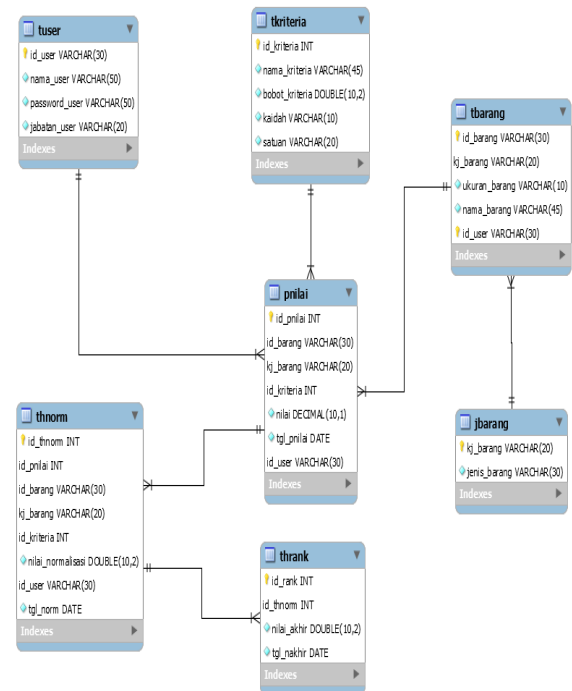 tuser
id_user VARCHAR(30)
nama_user VARCHAR(50)
password_user VARCHAR(50)
jabatan_user VARCHAR(20)
Indexes
tkriteria
id_kriteria INT
nama_kriteria VARCHAR(45)
bobot_kriteria DOUBLE(10,2)
kaidah VARCHAR(10)
satuan VARCHAR(20)
Indexes
tbarang
id_barang VARCHAR(30)
kj_barang VARCHAR(20)
ukuran_barang VARCHAR(10)
nama_barang VARCHAR(45)
id_user VARCHAR(30)
Indexes
pnilai
id_pnilai INT
id_barang VARCHAR(30)
kj_barang VARCHAR(20)
id_kriteria INT
nilai DECIMAL(10,1)
tgl_pnilai DATE
id_user VARCHAR(30)
Indexes
thnorm
id_thnorm INT
id_pnilai INT
id_barang VARCHAR(30)
kj_barang VARCHAR(20)
id_kriteria INT
nilai_normalisasi DOUBLE(10,2)
id_user VARCHAR(30)
tgl_norm DATE
Indexes
jbarang
kj_barang VARCHAR(20)
jenis_barang VARCHAR(30)
Indexes
thrank
id_rank INT
id_thnorm INT
nilai_akhir DOUBLE(10,2)
tgl_nakhir DATE
Indexes